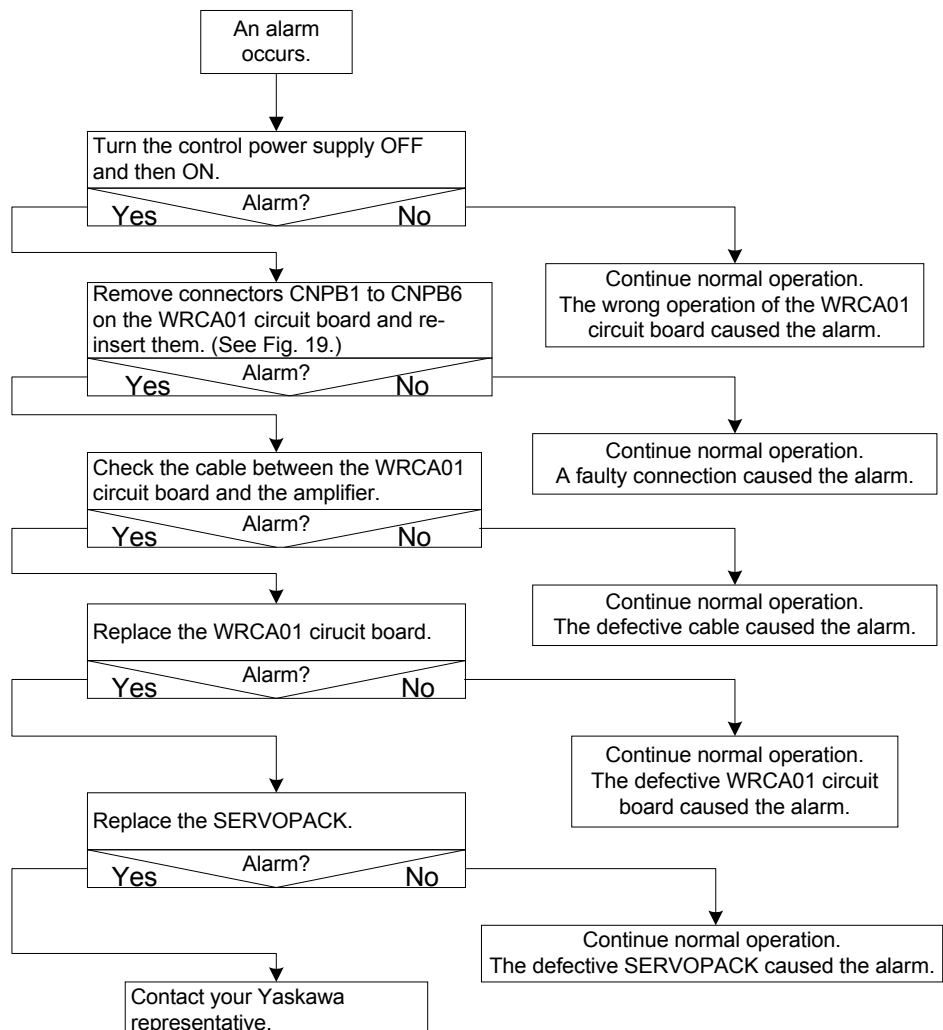 An alarm
occurs.
Turn the control power supply OFF
and then ON.
Alarm?
Yes
No
Continue normal operation.
The wrong operation of the WRCA01
circuit board caused the alarm.
Remove connectors CNPB1 to CNPB6
on the WRCA01 circuit board and re-
insert them. (See Fig. 19.)
Alarm?
Yes
No
Continue normal operation.
A faulty connection caused the alarm.
Check the cable between the WRCA01
circuit board and the amplifier.
Alarm?
Yes
No
Continue normal operation.
The defective cable caused the alarm.
Replace the WRCA01 cirucit board.
Alarm?
Yes
No
Continue normal operation.
The defective WRCA01 circuit
board caused the alarm.
Replace the SERVOPACK.
Alarm?
Yes
No
Continue normal operation.
The defective SERVOPACK caused the alarm.
Contact your Yaskawa
representative.